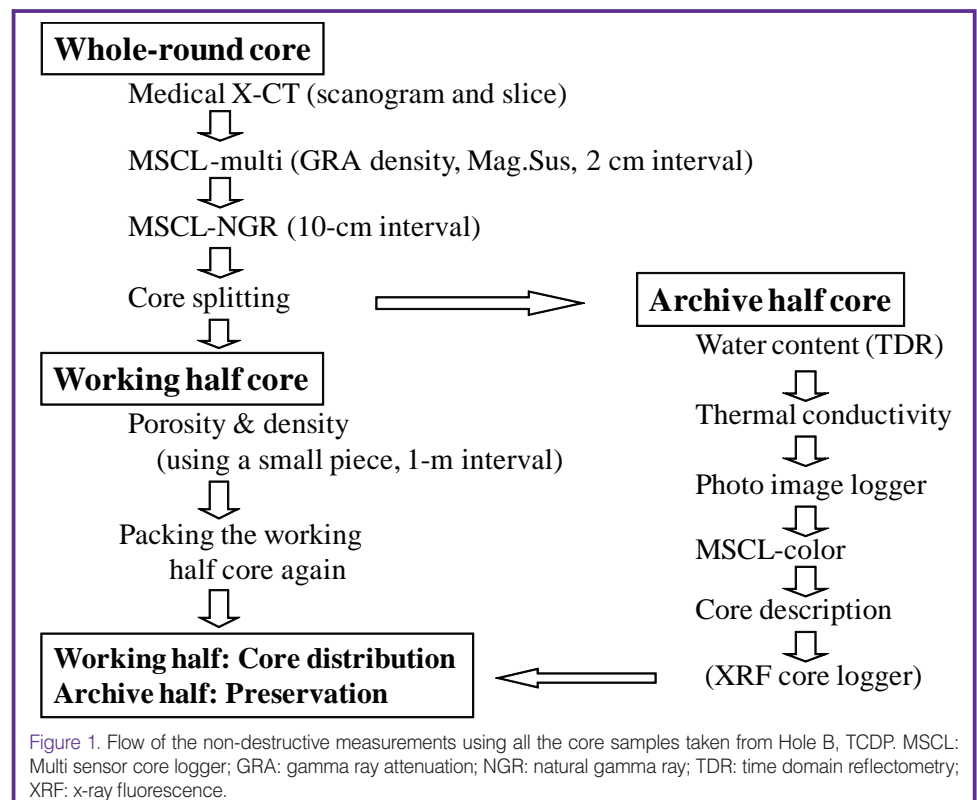 Whole-round core
Medical X-CT (scanogram and slice)
MSCL-multi (GRA density, Mag.Sus, 2 cm interval)
MSCL-NGR (10-cm interval)
Core splitting
Working half core
Porosity & density
(using a small piece, 1-m interval)
Packing the working
half core again
Archive half core
Water content (TDR)
Thermal conductivity
Photo image logger
MSCL-color
Core description
(XRF core logger)
Working half: Core distribution
Archive half: Preservation
Figure 1. Flow of the non-destructive measurements using all the core samples taken from Hole B, TCDP. MSCL:
Multi sensor core logger; GRA: gamma ray attenuation; NGR: natural gamma ray; TDR: time domain reflectometry;
XRF: x-ray fluorescence.